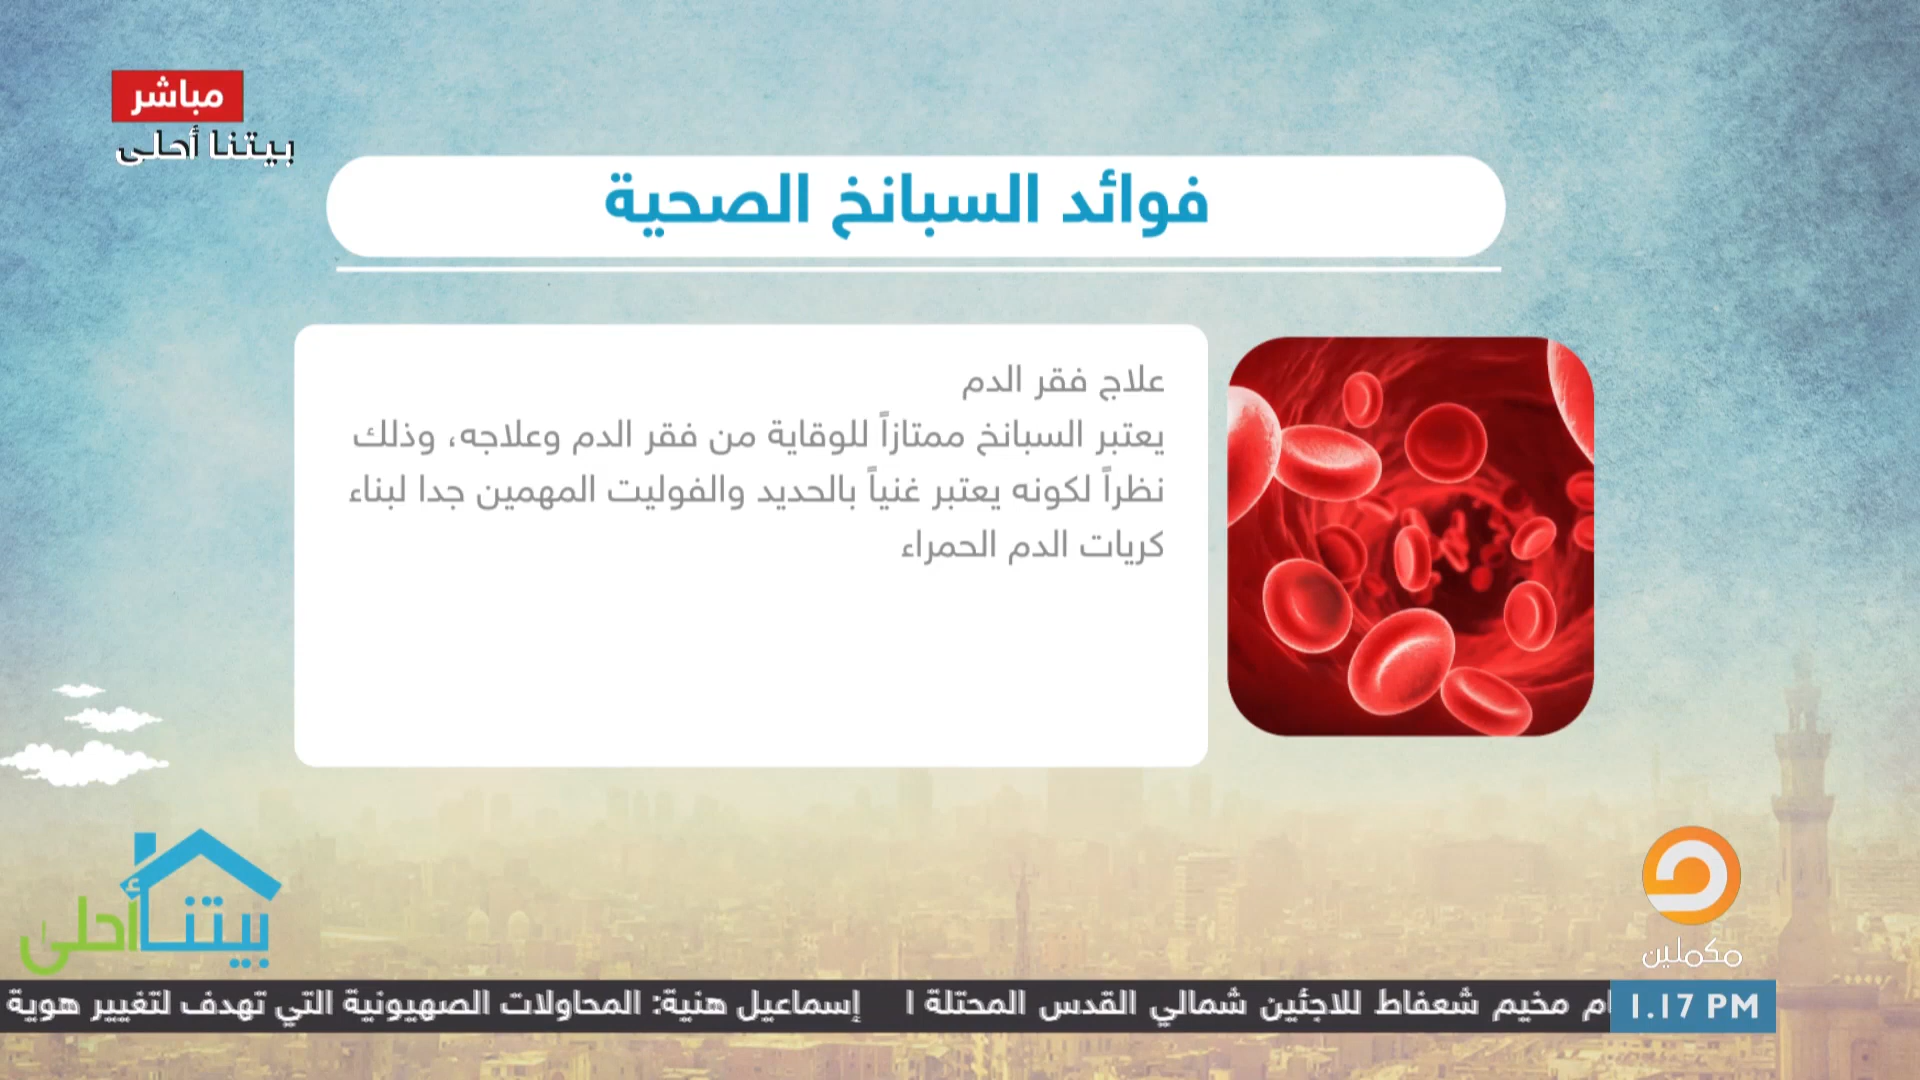 مباشر
بيتنا أحلى
فوائد السبانخ الصحية
علاج فقر الدم
يعتبر السبانخ ممتازاً للوقاية من فقر الدم وعلاجه، وذلك
نظراً لكونه يعتبر غنياً بالحديد والفوليت المهمين جدا لبناء
كريات الدم الحمراء
بيتنا أحلى
مكملين
مخيم شعفاط للاجئين شمالي القدس المحتلة ا إسماعيل هنية: المحاولات الصهيونية التي تهدف لتغيير هوية
1.17 PM